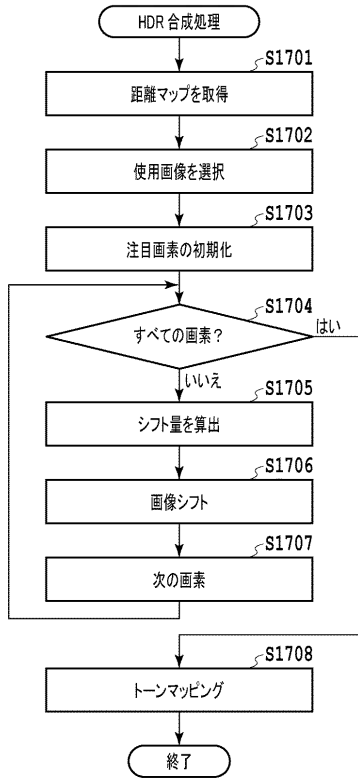 HDR 合成処理
S1701
距離マップを取得
S1702
使用画像を選択
S1703
注目画素の初期化
S1704
すべての画素？
はい
いいえ
S1705
シフト量を算出
S1706
画像シフト
S1707
次の画素
S1708
トーンマッピング
終了